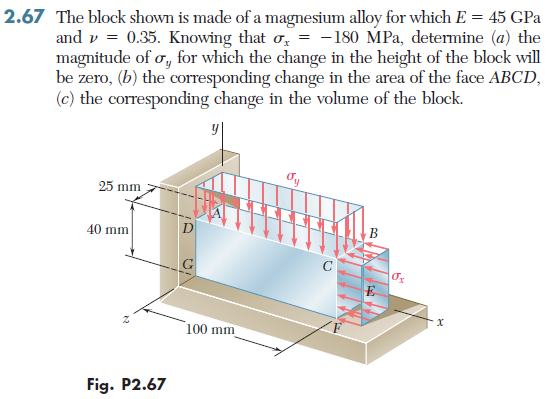 2.67 The block shown is made of a magnesium alloy for which E = 45 GPa
and ν = 0.35. Knowing that σx = −180 MPa, determine (a) the
magnitude of σy for which the change in the height of the block will
be zero, (b) the corresponding change in the area of the face ABCD,
(c) the corresponding change in the volume of the block.
y
σy
25 mm
A
40 mm
D
B
G
C
σx
E
z
100 mm
F
x
Fig. P2.67